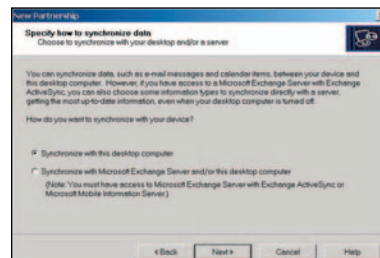 New Partnership
Specify how to synchronize data
Choose to synchronize with your desktop and/or a server
You can synchronize data, such as e-mail messages and calendar items, between your device and
this desktop computer. However, if you have access to a Microsoft Exchange Server with Exchange
ActiveSync, you can also choose some information types to synchronize directly with a server,
getting the most up-to-date information, even when your desktop computer is turned off.
How do you want to synchronize with your device?
Synchronize with this desktop computer
Synchronize with Microsoft Exchange Server and/or this desktop computer
(Note: You must have access to Microsoft Exchange Server with Exchange ActiveSync or
Microsoft Mobile Information Server.)
<Back Next> Cancel Help